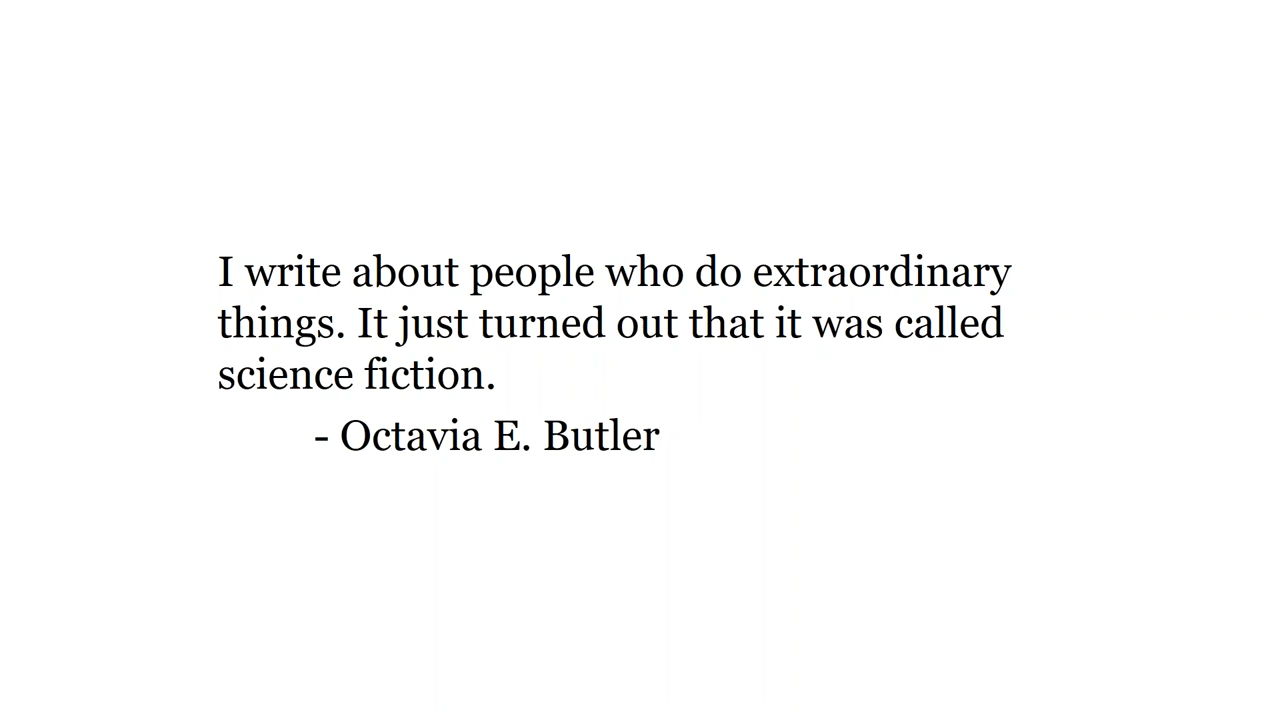 I write about people who do extraordinary
things. It just turned out that it was called
science fiction.
- Octavia E. Butler